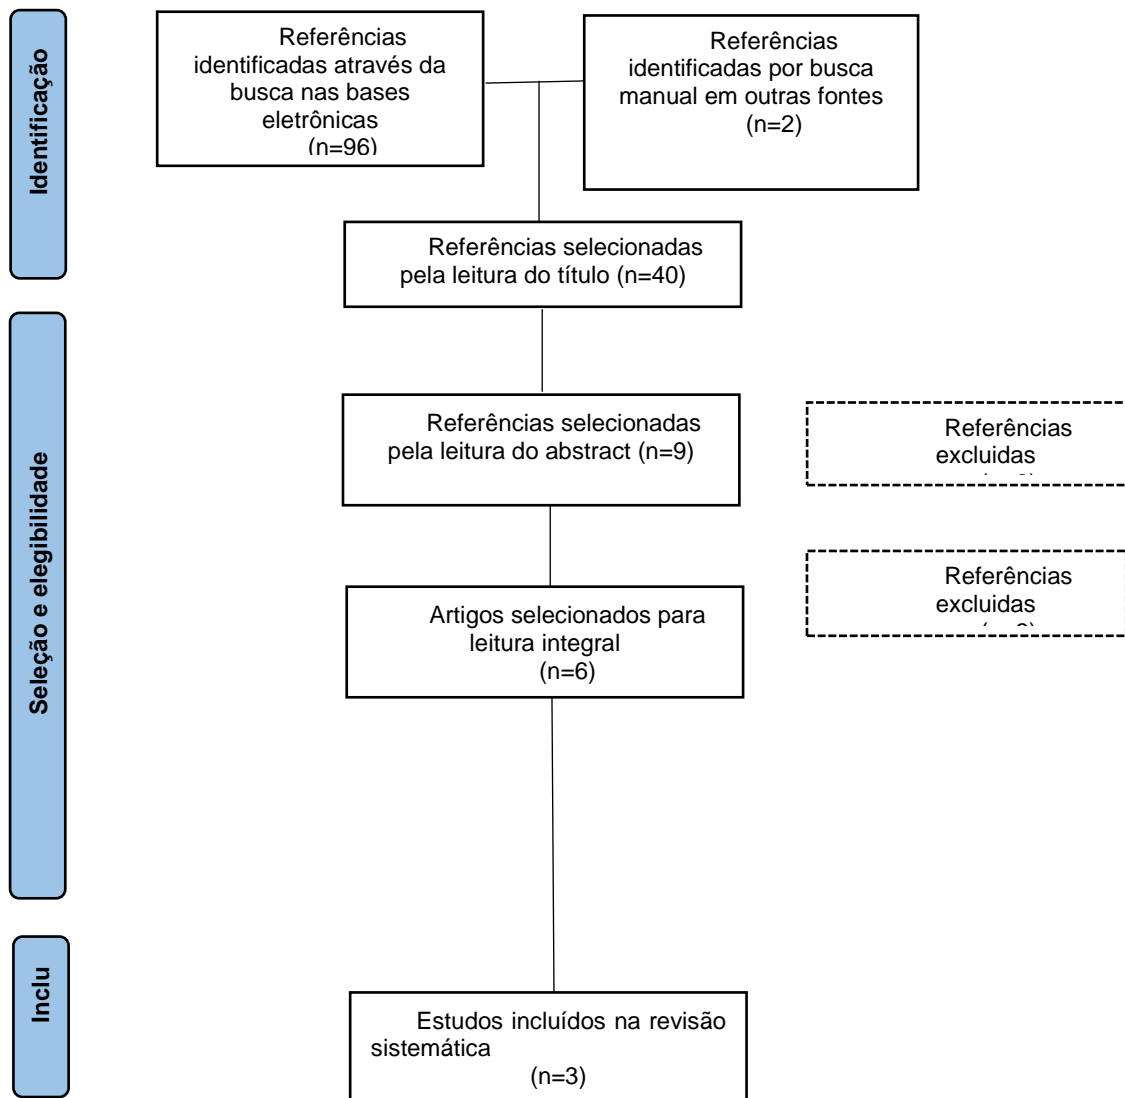 Identificação
Referências
identificadas através da
busca nas bases
eletrônicas
(n=96)
Referências
identificadas por busca
manual em outras fontes
(n=2)
Referências selecionadas
pela leitura do título (n=40)
Seleção e elegibilidade
Referências selecionadas
pela leitura do abstract (n=9)
Referências
excluidas
Artigos selecionados para
leitura integral
(n=6)
Referências
excluidas
Inclu
Estudos incluídos na revisão
sistemática
(n=3)